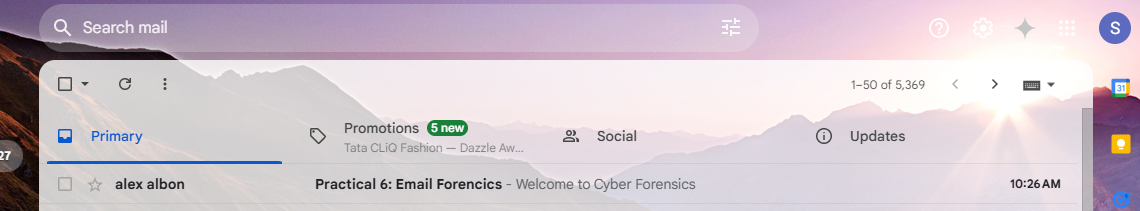 Search mail
S
1–50 of 5,369
31
Primary
Promotions 5 new
Tata CLiQ Fashion — Dazzle Aw...
Social
Updates
27
alex albon Practical 6: Email Forencics - Welcome to Cyber Forensics 10:26 AM